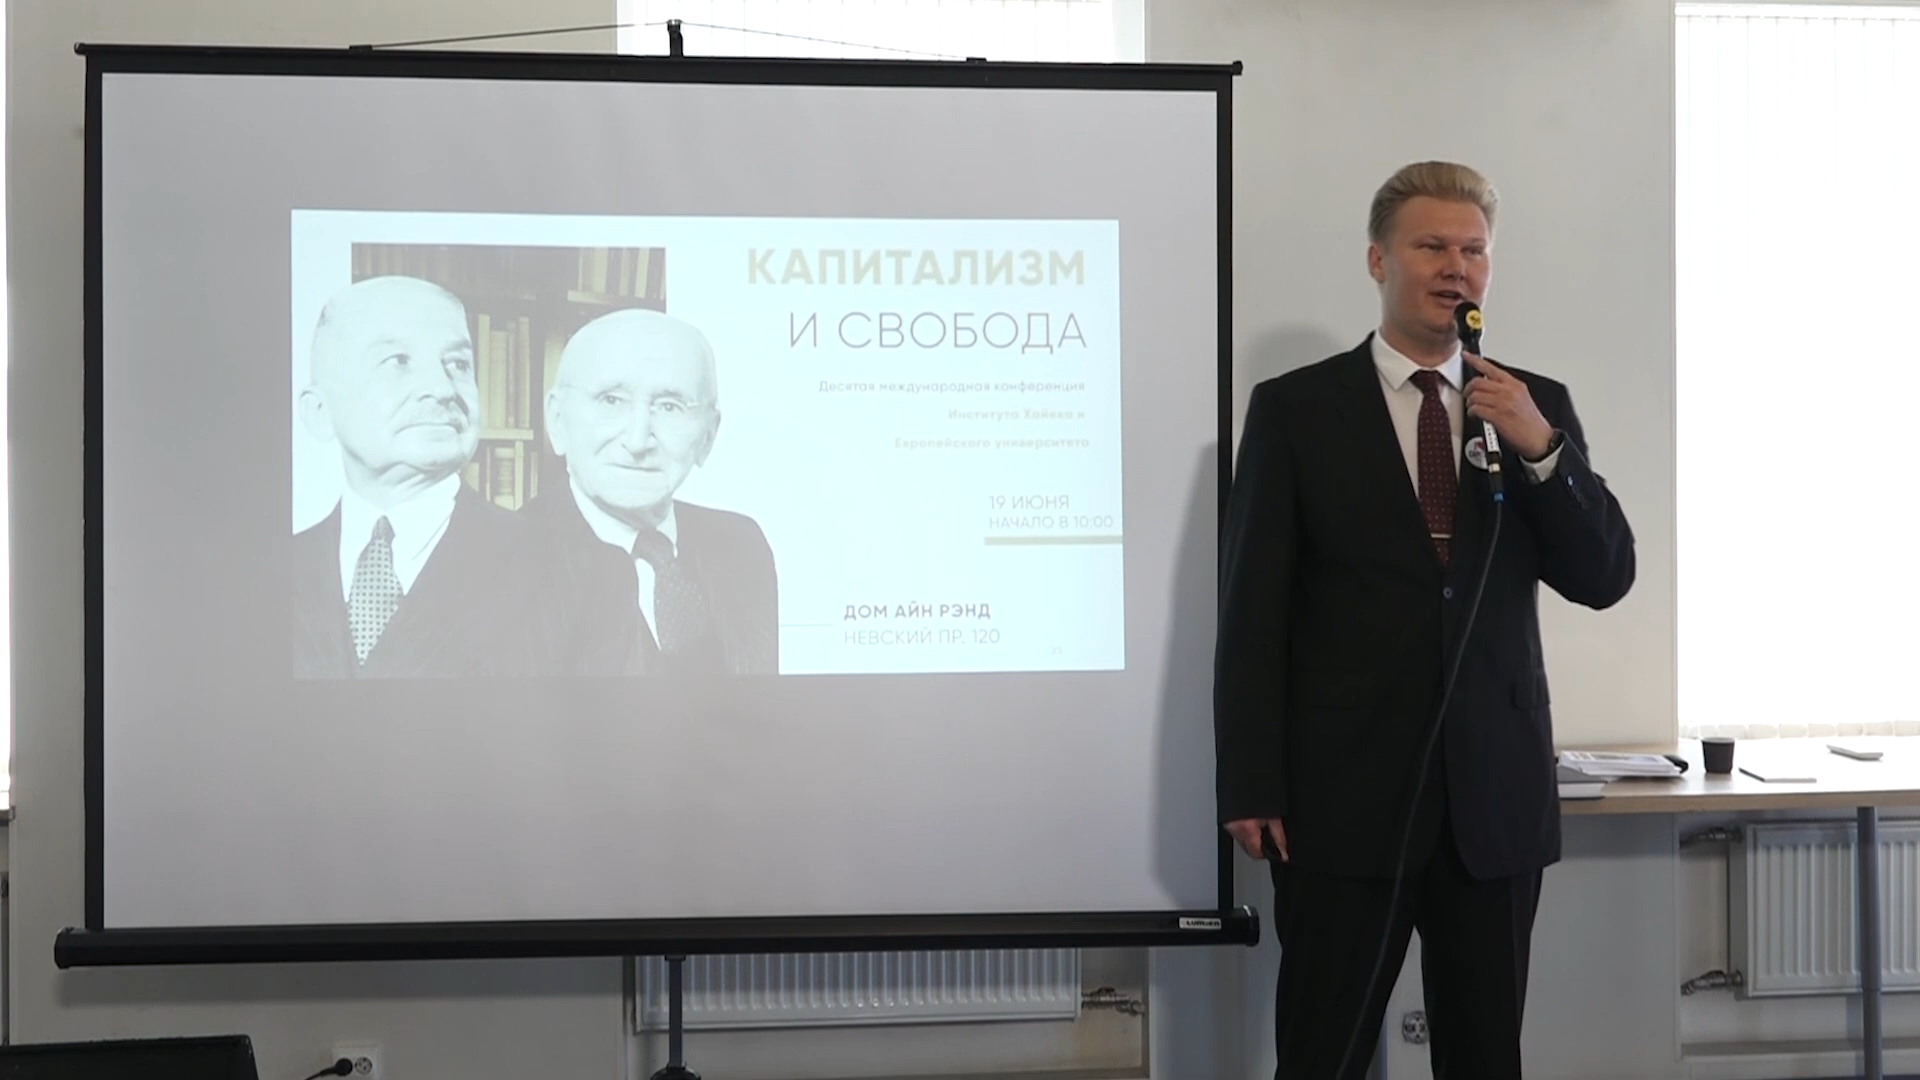 КАПИТАЛИЗМ
И СВОБОДА
Десятая международная конференция
Института Хайека и
Европейского университета
19 ИЮНЯ
НАЧАЛО В 10:00
ДОМ АЙН РЭНД
НЕВСКИЙ ПР. 120